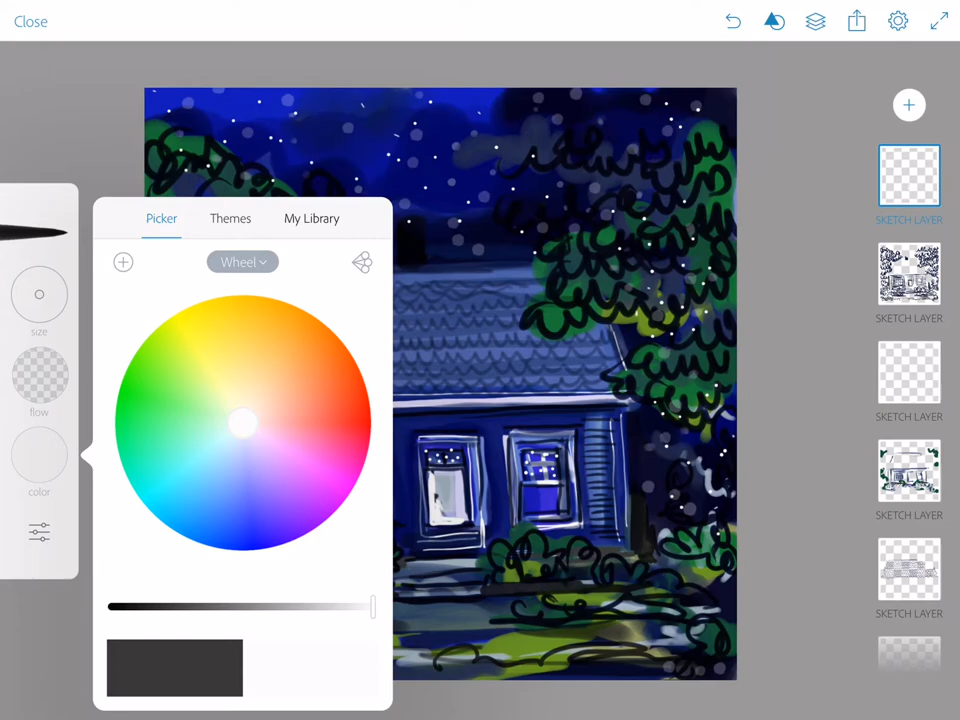 Close
Picker Themes My Library
Wheel
size
flow
color
SKETCH LAYER
SKETCH LAYER
SKETCH LAYER
SKETCH LAYER
SKETCH LAYER